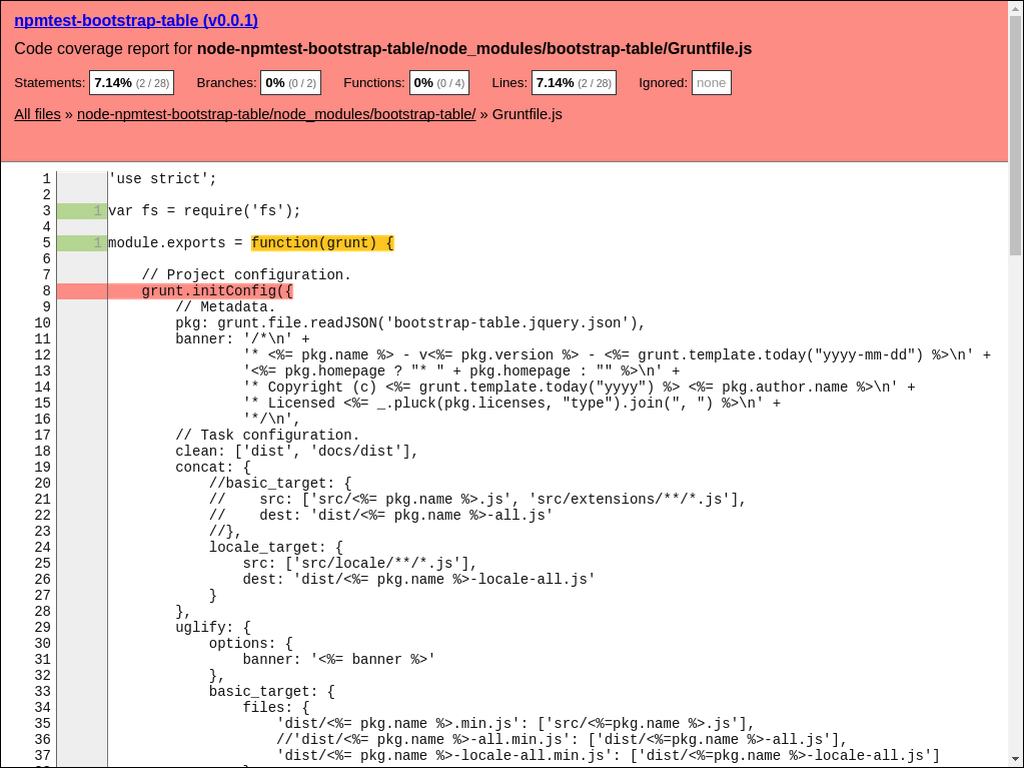 npmtest-bootstrap-table (v0.0.1)
Code coverage report for node-npmtest-bootstrap-table/node_modules/bootstrap-table/Gruntfile.js
Statements: 7.14% (2 / 28) Branches: 0% (0 / 2) Functions: 0% (0 / 4) Lines: 7.14% (2 / 28) Ignored: none
All files » node-npmtest-bootstrap-table/node_modules/bootstrap-table/ » Gruntfile.js
1 'use strict';
2
3 1 var fs = require('fs');
4
5 1 module.exports = function(grunt) {
6
7 // Project configuration.
8 grunt.initConfig({
9 // Metadata.
10 pkg: grunt.file.readJSON('bootstrap-table.jquery.json'),
11 banner: '/*\n' +
12 '* <%= pkg.name %> - v<%= pkg.version %> - <%= grunt.template.today("yyyy-mm-dd") %>\n' +
13 '<%= pkg.homepage ? "* " + pkg.homepage : "" %>\n' +
14 '* Copyright (c) <%= grunt.template.today("yyyy") %> <%= pkg.author.name %>\n' +
15 '* Licensed <%= _.pluck(pkg.licenses, "type").join(", ") %>\n' +
16 '*/\n',
17 // Task configuration.
18 clean: ['dist', 'docs/dist'],
19 concat: {
20 //basic_target: {
21 //    src: ['src/<%= pkg.name %>.js', 'src/extensions/**/*.js'],
22 //    dest: 'dist/<%= pkg.name %>-all.js'
23 //},
24 locale_target: {
25 src: ['src/locale/**/*.js'],
26 dest: 'dist/<%= pkg.name %>-locale-all.js'
27 }
28 },
29 uglify: {
30 options: {
31 banner: '<%= banner %>'
32 },
33 basic_target: {
34 files: {
35 'dist/<%= pkg.name %>.min.js': ['src/<%=pkg.name %>.js'],
36 //'dist/<%= pkg.name %>-all.min.js': ['dist/<%=pkg.name %>-all.js'],
37 'dist/<%= pkg.name %>-locale-all.min.js': ['dist/<%=pkg.name %>-locale-all.js']